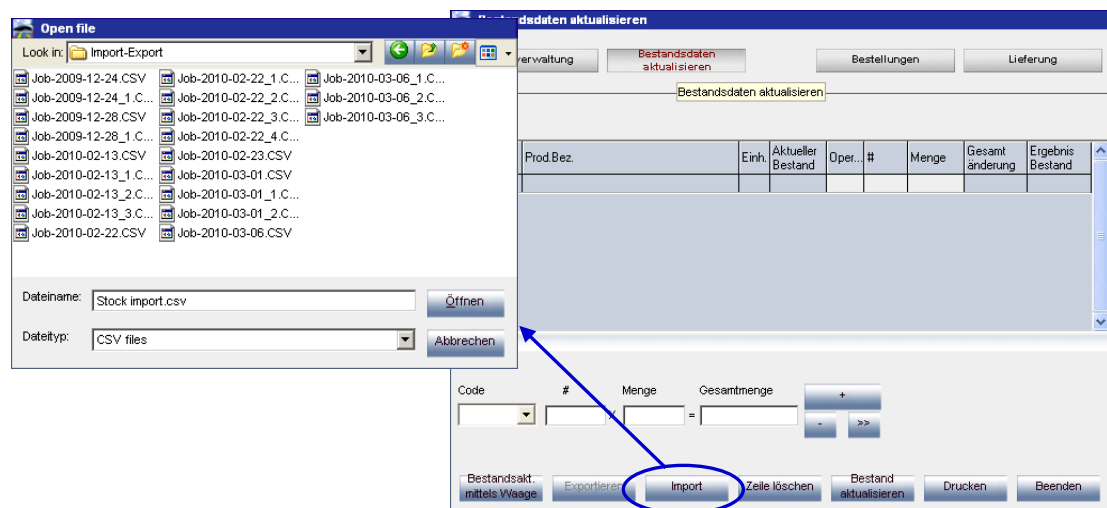 Open file
Look in: Import-Export
Job-2009-12-24.CSV
Job-2009-12-24_1.C...
Job-2009-12-28.CSV
Job-2009-12-28_1.C...
Job-2010-02-13.CSV
Job-2010-02-13_1.C...
Job-2010-02-13_2.C...
Job-2010-02-13_3.C...
Job-2010-02-22.CSV
Job-2010-02-22_1.C...
Job-2010-02-22_2.C...
Job-2010-02-22_3.C...
Job-2010-02-22_4.C...
Job-2010-02-23.CSV
Job-2010-03-01.CSV
Job-2010-03-01_1.C...
Job-2010-03-01_2.C...
Job-2010-03-06.CSV
Job-2010-03-06_1.C...
Job-2010-03-06_2.C...
Job-2010-03-06_3.C...
Dateiname: Stock import.csv
Öffnen
Dateityp: CSV files
Abbrechen
Bestandsdaten aktualisieren
verwaltung
Bestandsdaten
aktualisieren
Bestellungen
Lieferung
Bestandsdaten aktualisieren
Prod.Bez.
Einh.
Aktueller
Bestand
Oper...
#
Menge
Gesamt
änderung
Ergebnis
Bestand
Code # Menge Gesamtmenge
X =
+
- >>
Bestandsakt.
mittels Waage
Exportieren
Import
Zeile löschen
Bestand
aktualisieren
Drucken
Beenden